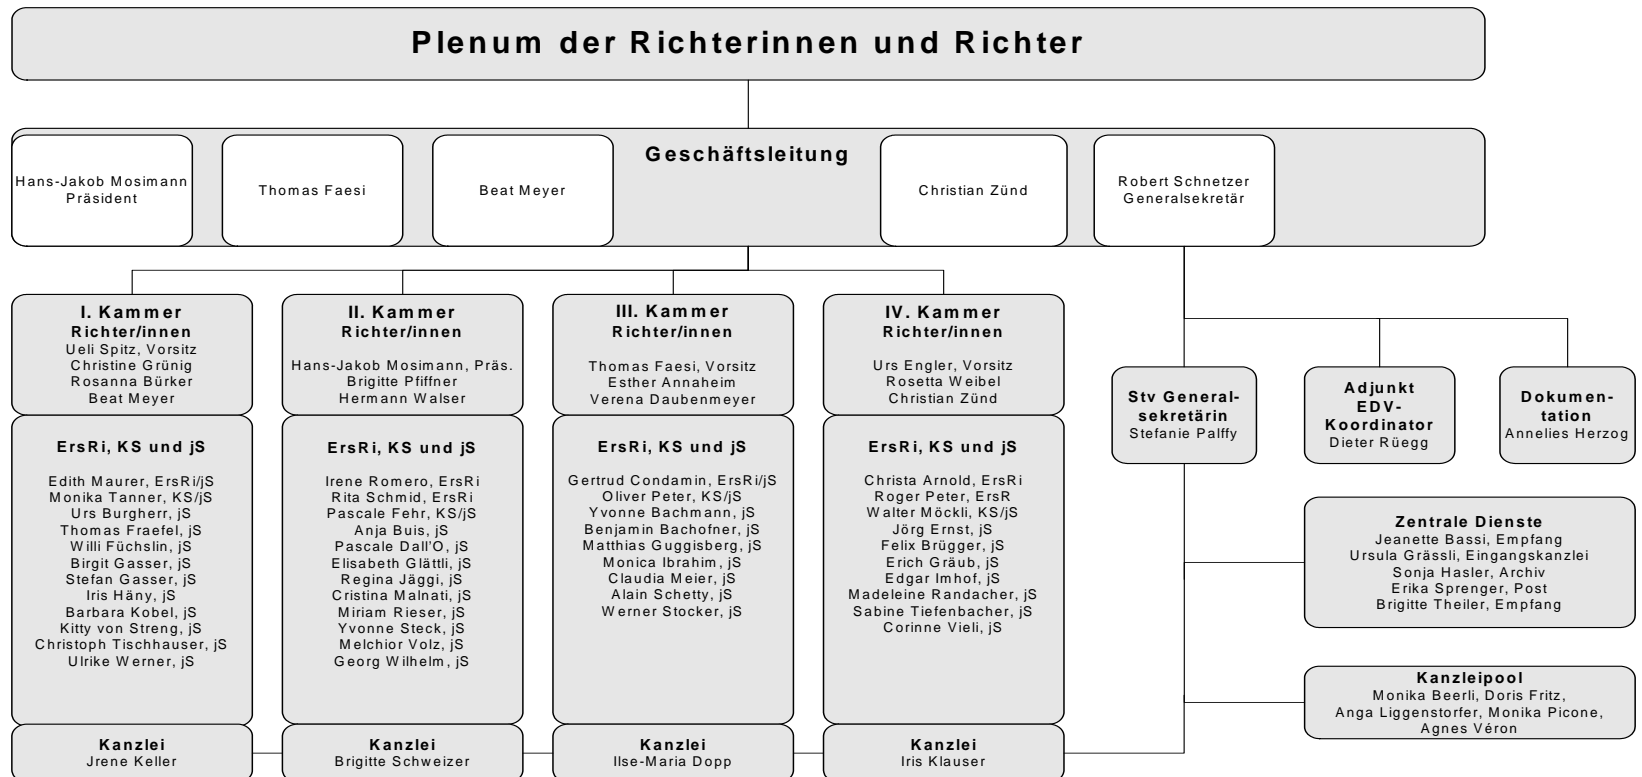 Plenum der Richterinnen und Richter
Geschäftsleitung
Hans-Jakob Mosimann
Präsident
Thomas Faesi
Beat Meyer
Christian Zünd
Robert Schnetzer
Generalsekretär
I. Kammer
Richter/innen
Ueli Spitz, Vorsitz
Christine Grünig
Rosanna Bürker
Beat Meyer
II. Kammer
Richter/innen
Hans-Jakob Mosimann, Präs.
Brigitte Pfiffner
Hermann Walser
III. Kammer
Richter/innen
Thomas Faesi, Vorsitz
Esther Annaheim
Verena Daubenmeyer
IV. Kammer
Richter/innen
Urs Engler, Vorsitz
Rosetta Weibel
Christian Zünd
Stv General-
sekretärin
Stefanie Palffy
Adjunkt
EDV-
Koordinator
Dieter Rüegg
Dokumen-
tation
Annelies Herzog
ErsRi, KS und jS
Edith Maurer, ErsRi/jS
Monika Tanner, KS/jS
Urs Burgherr, jS
Thomas Fraefel, jS
Willi Füchslin, jS
Birgit Gasser, jS
Stefan Gasser, jS
Iris Häny, jS
Barbara Kobel, jS
Kitty von Streng, jS
Christoph Tischhauser, jS
Ulrike Werner, jS
ErsRi, KS und jS
Irene Romero, ErsRi
Rita Schmid, ErsRi
Pascale Fehr, KS/jS
Anja Buis, jS
Pascale Dall'O, jS
Elisabeth Glättli, jS
Regina Jäggi, jS
Cristina Malnati, jS
Miriam Rieser, jS
Yvonne Steck, jS
Melchior Volz, jS
Georg Wilhelm, jS
ErsRi, KS und jS
Gertrud Condamin, ErsRi/jS
Oliver Peter, KS/jS
Yvonne Bachmann, jS
Benjamin Bachofner, jS
Matthias Guggisberg, jS
Monica Ibrahim, jS
Claudia Meier, jS
Alain Schetty, jS
Werner Stocker, jS
ErsRi, KS und jS
Christa Arnold, ErsRi
Roger Peter, ErsR
Walter Möckli, KS/jS
Jörg Ernst, jS
Felix Brügger, jS
Erich Gräub, jS
Edgar Imhof, jS
Madeleine Randacher, jS
Sabine Tiefenbacher, jS
Corinne Vieli, jS
Zentrale Dienste
Jeanette Bassi, Empfang
Ursula Grässli, Eingangskanzlei
Sonja Hasler, Archiv
Erika Sprenger, Post
Brigitte Theiler, Empfang
Kanzleipool
Monika Beerli, Doris Fritz,
Anga Liggenstorfer, Monika Picone,
Agnes Véron
Kanzlei
Jrene Keller
Kanzlei
Brigitte Schweizer
Kanzlei
Ilse-Maria Dopp
Kanzlei
Iris Klauser